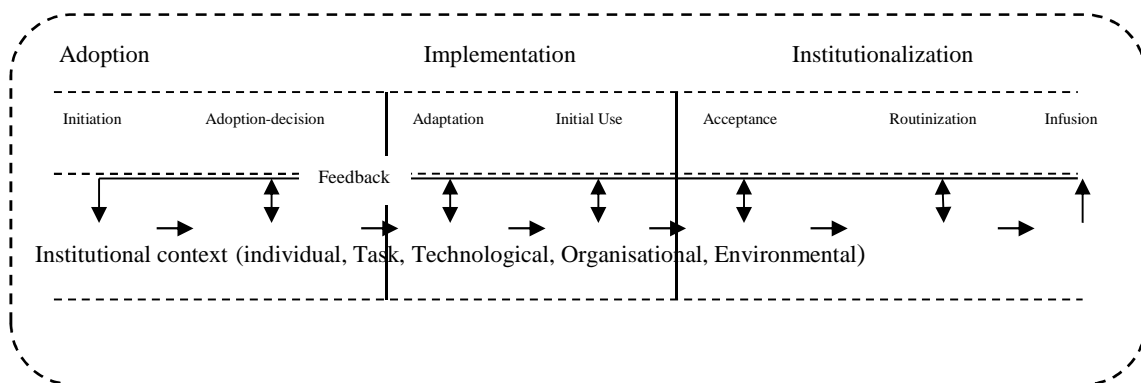 Adoption Implementation Institutionalization
Initiation Adoption-decision Adaptation Initial Use Acceptance Routinization Infusion
Feedback
Institutional context (individual, Task, Technological, Organisational, Environmental)